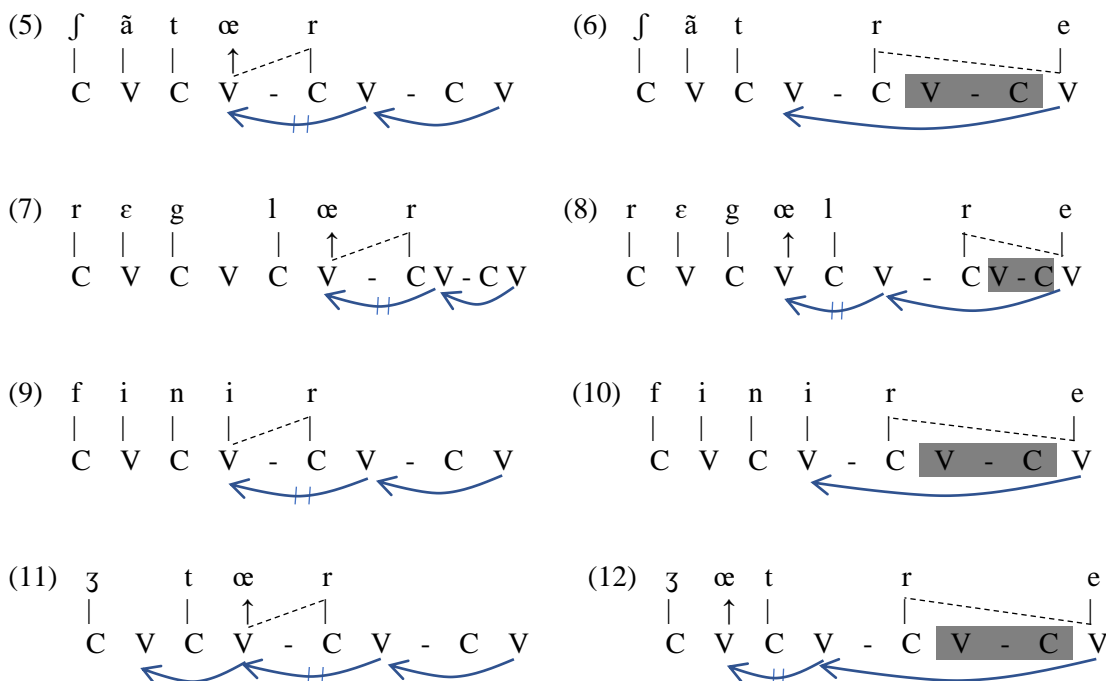 (5) ʃ ã t œ r (6) ʃ ã t r e
C V C V - C V - C V C V C V - C V - C V
(7) r ɛ g l œ r (8) r ɛ g œ l r e
C V C V C V - C V - C V C V C V C V - C V - C V
(9) f i n i r (10) f i n i r e
C V C V - C V - C V C V C V - C V - C V
(11) ʒ t œ r (12) ʒ œ t r e
C V C V - C V - C V C V C V - C V - C V